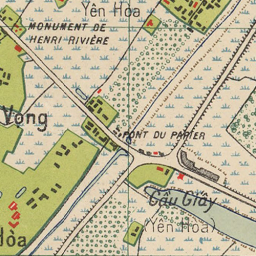 Yên Hòa
MONUMENT DE
HENRI-RIVIÈRE
Vọng
PONT DU PAPIER
Cầu Giấy
Yên Hòa
Hòa